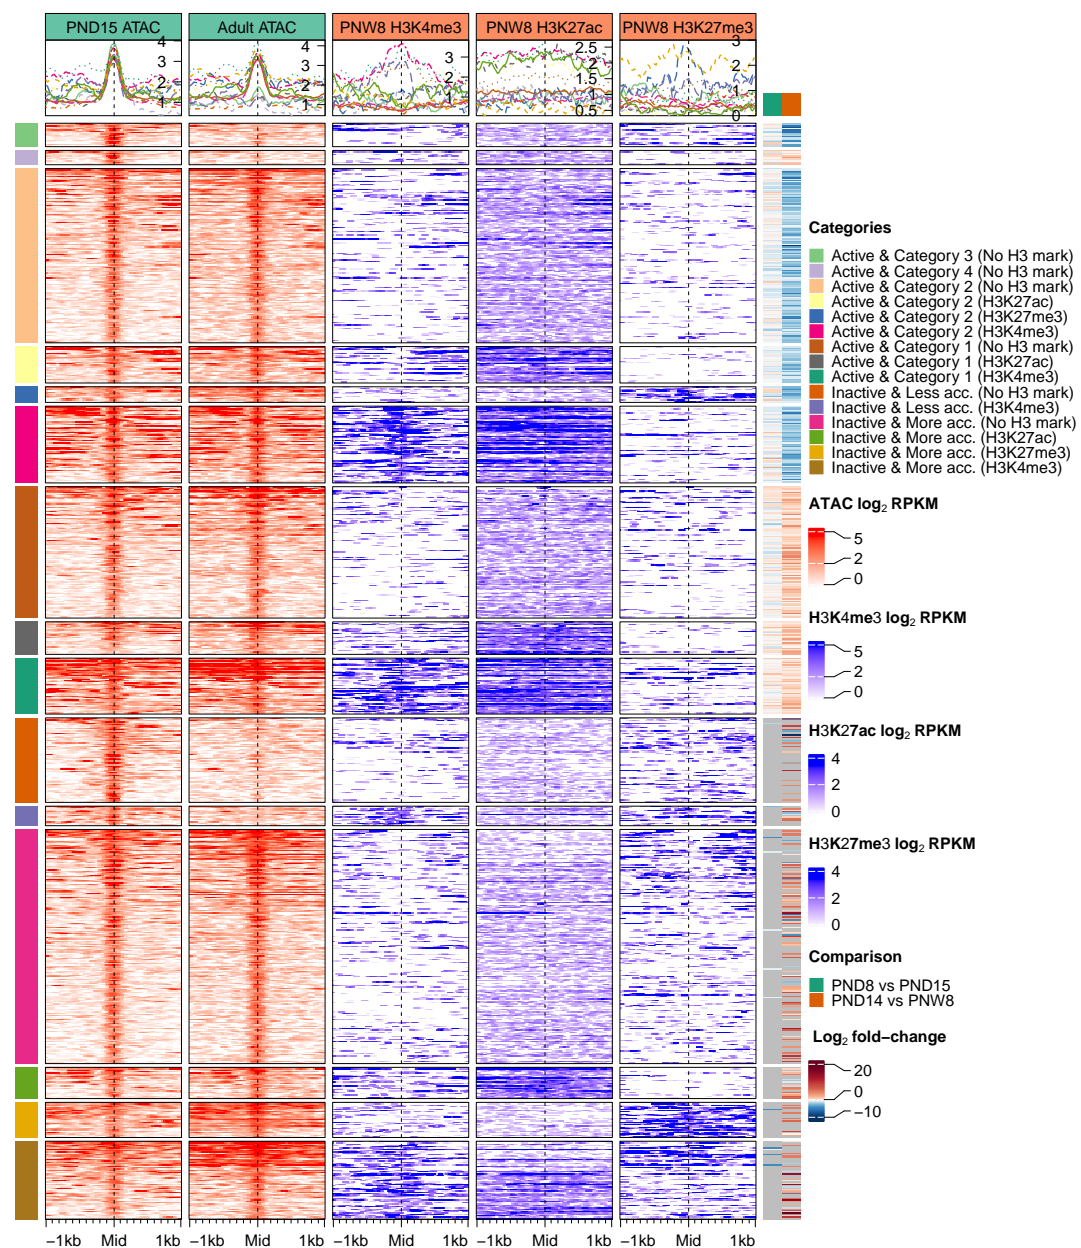 PND15 ATAC
Adult ATAC
PNW8 H3K4me3
PNW8 H3K27ac
PNW8 H3K27me3
4
3
2
1
4
3
2
1
3
2
1
2.5
2
1.5
1
0.5
3
2
1
0
Categories
Active & Category 3 (No H3 mark)
Active & Category 4 (No H3 mark)
Active & Category 2 (No H3 mark)
Active & Category 2 (H3K27ac)
Active & Category 2 (H3K27me3)
Active & Category 2 (H3K4me3)
Active & Category 1 (No H3 mark)
Active & Category 1 (H3K27ac)
Active & Category 1 (H3K4me3)
Inactive & Less acc. (No H3 mark)
Inactive & Less acc. (H3K4me3)
Inactive & More acc. (No H3 mark)
Inactive & More acc. (H3K27ac)
Inactive & More acc. (H3K27me3)
Inactive & More acc. (H3K4me3)
ATAC log₂ RPKM
5
2
0
H3K4me3 log₂ RPKM
5
2
0
H3K27ac log₂ RPKM
4
2
0
H3K27me3 log₂ RPKM
4
2
0
Comparison
PND8 vs PND15
PND14 vs PNW8
Log₂ fold−change
20
0
−10
−1kb Mid 1kb
−1kb Mid 1kb
−1kb Mid 1kb
−1kb Mid 1kb
−1kb Mid 1kb